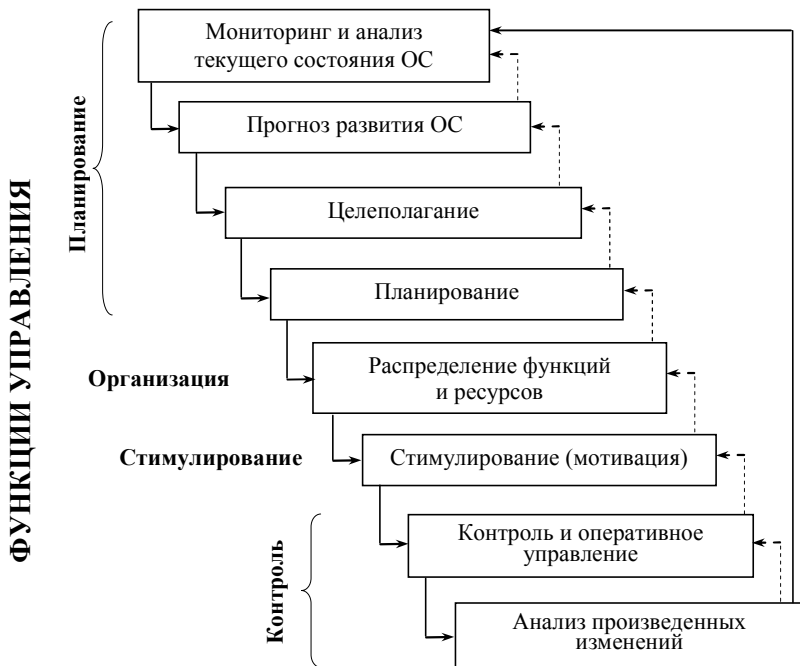 ФУНКЦИИ УПРАВЛЕНИЯ
Планирование
Мониторинг и анализ
текущего состояния ОС
Прогноз развития ОС
Целеполагание
Планирование
Организация
Распределение функций
и ресурсов
Стимулирование
Стимулирование (мотивация)
Контроль
Контроль и оперативное
управление
Анализ произведенных
изменений